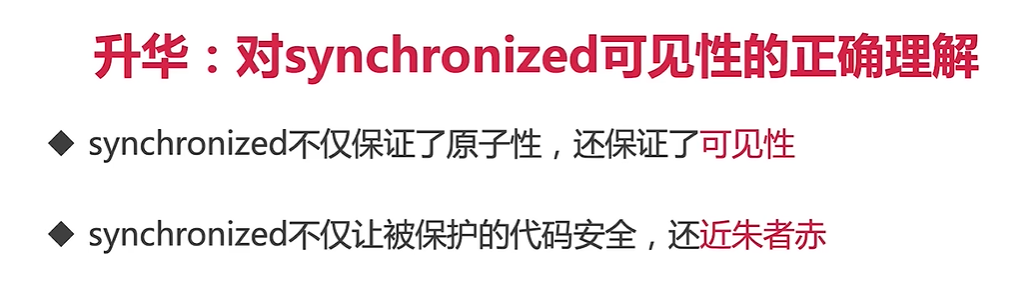 升华：对synchronized可见性的正确理解
◆ synchronized不仅保证了原子性，还保证了可见性
◆ synchronized不仅让被保护的代码安全，还近朱者赤